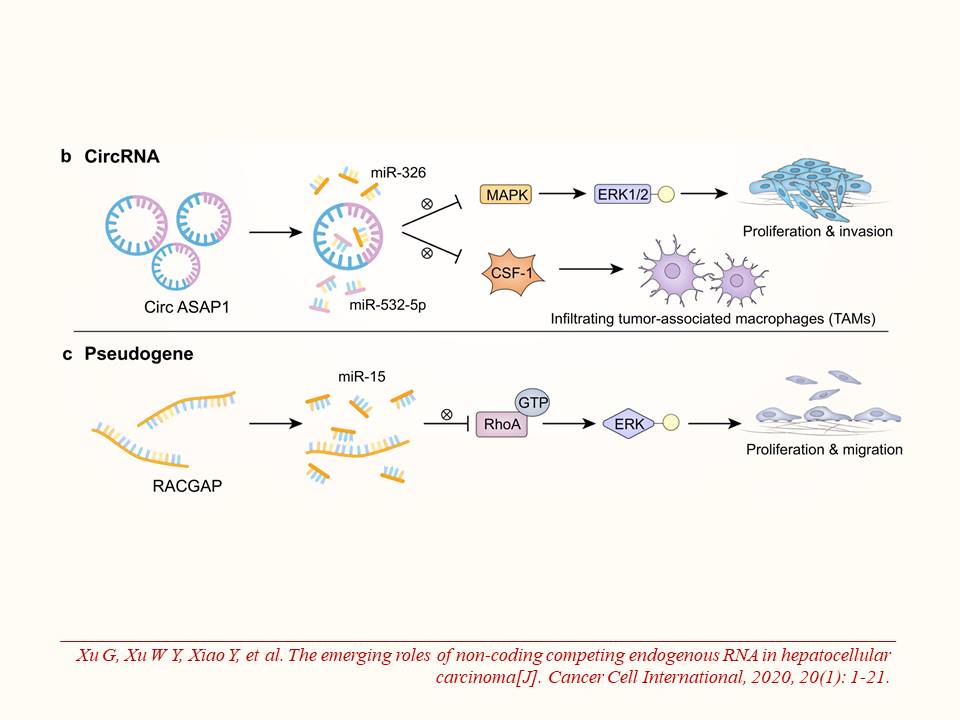 b CircRNA
miR-326
MAPK
ERK1/2
Proliferation & invasion
CSF-1
Circ ASAP1
miR-532-5p
Infiltrating tumor-associated macrophages (TAMs)
c Pseudogene
miR-15
GTP
RhoA
ERK
Proliferation & migration
RACGAP
Xu G, Xu W Y, Xiao Y, et al. The emerging roles of non-coding competing endogenous RNA in hepatocellular
carcinoma[J]. Cancer Cell International, 2020, 20(1): 1-21.